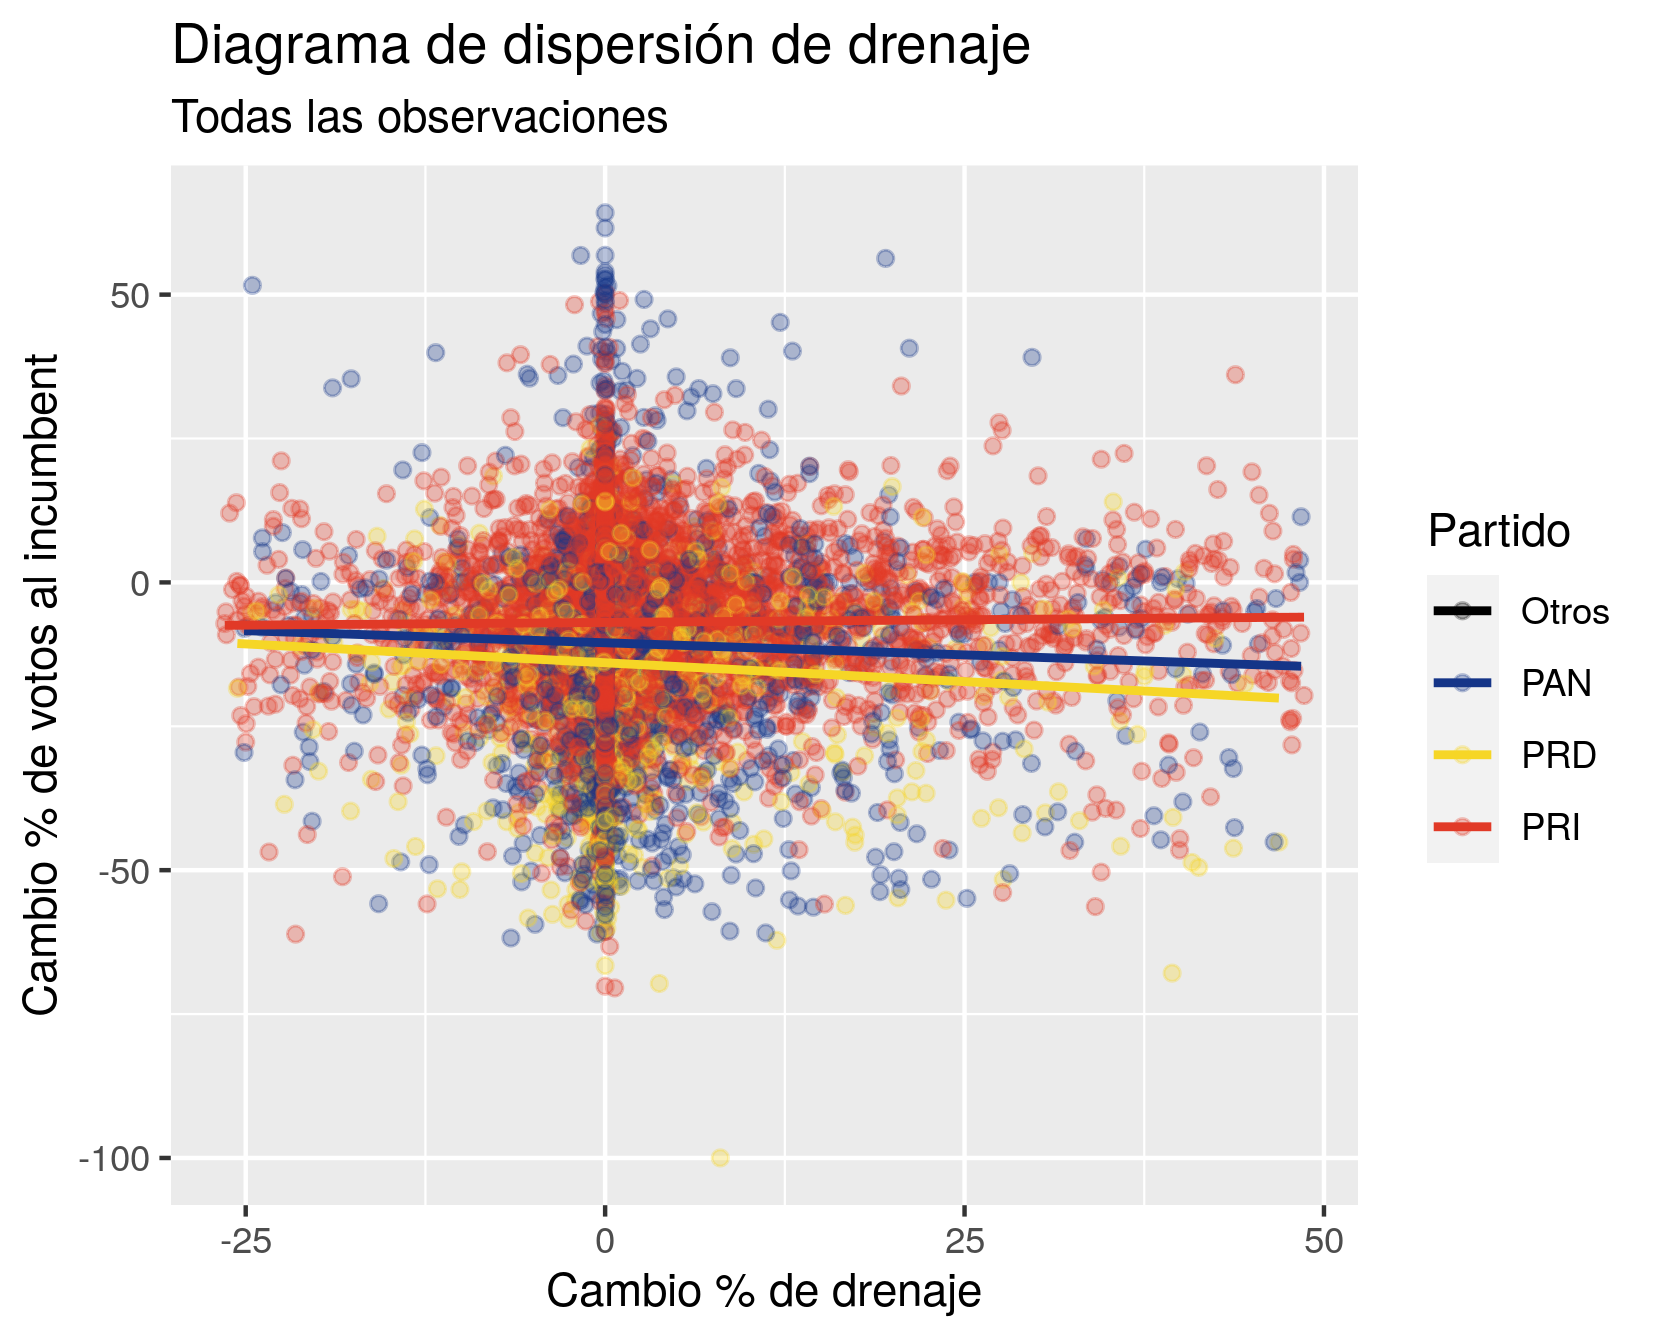 Diagrama de dispersión de drenaje
Todas las observaciones
Cambio % de votos al incumbent
50
0
-50
-100
-25
0
25
50
Cambio % de drenaje
Partido
Otros
PAN
PRD
PRI